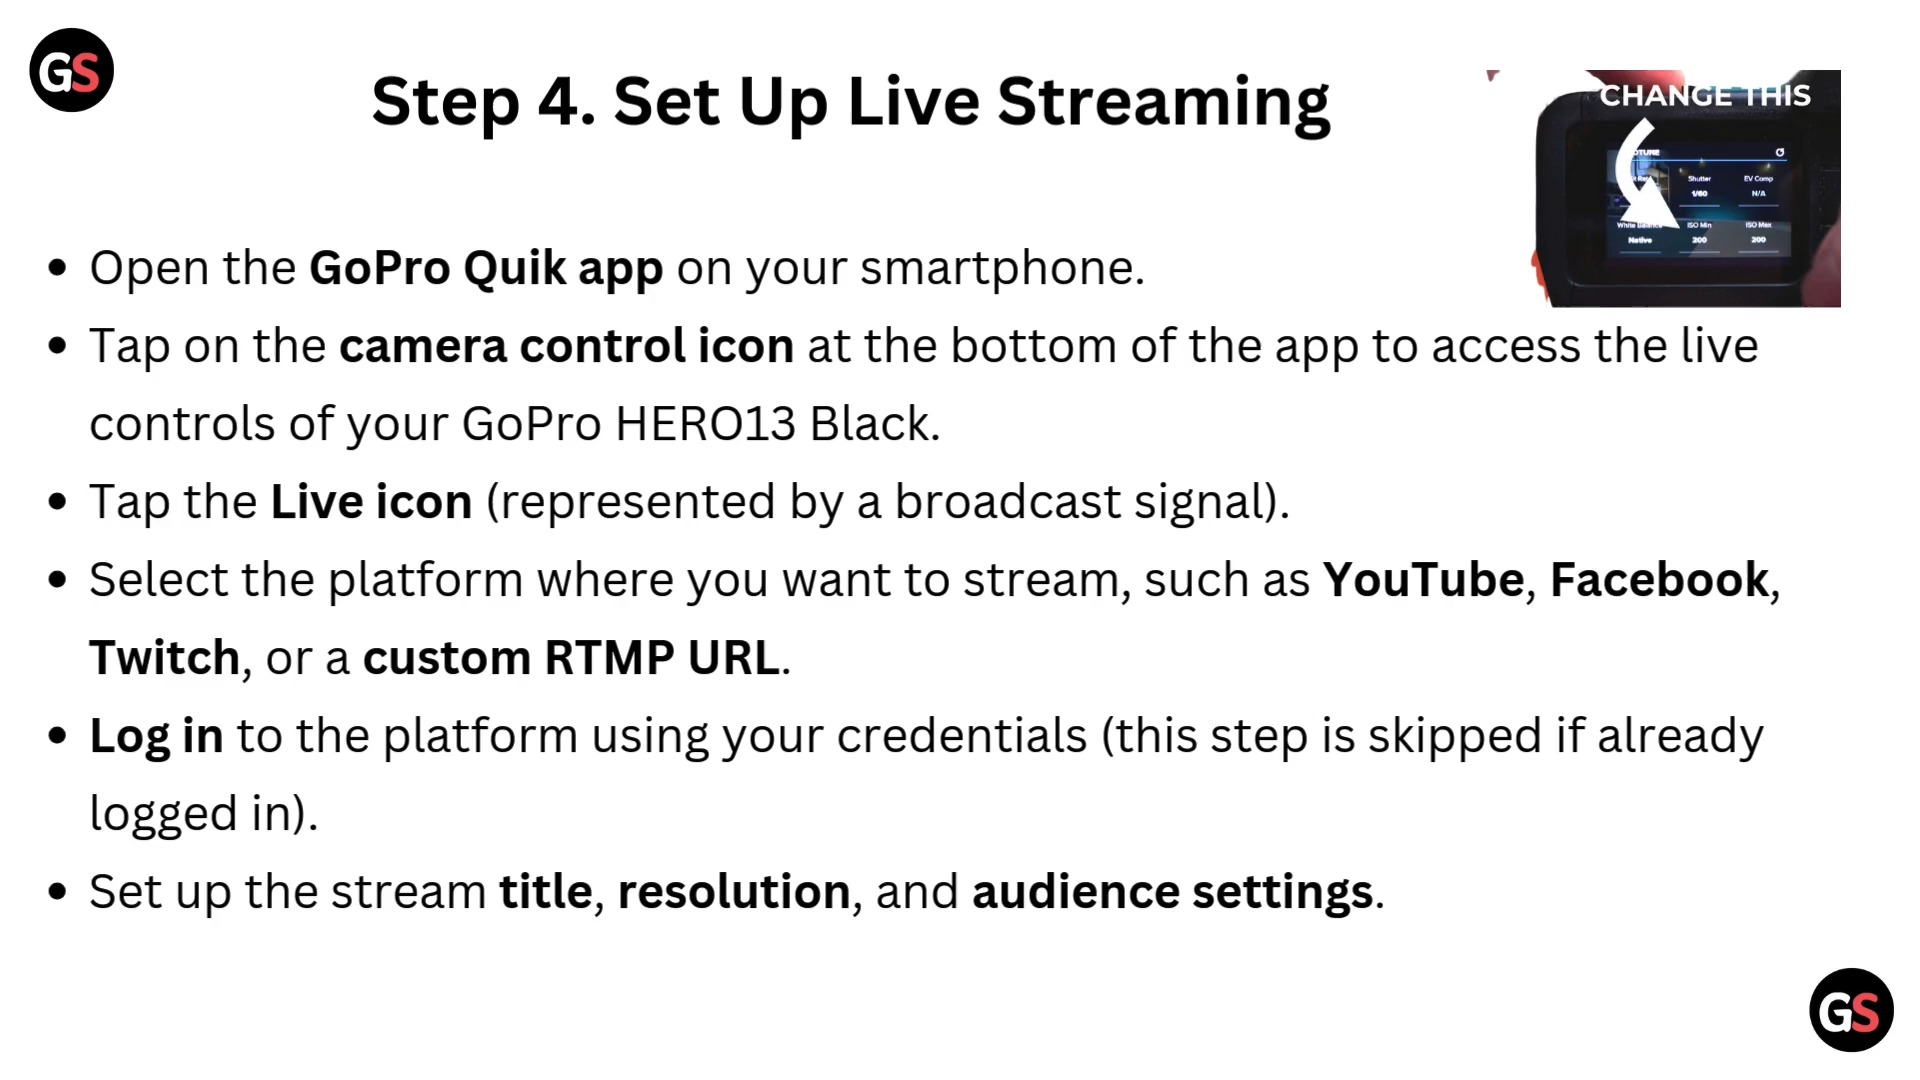 GS
Step 4. Set Up Live Streaming
CHANGE THIS
Shutter EV Comp
1/60 N/A
White Balance ISO Min ISO Max
Native 200 200
• Open the GoPro Quik app on your smartphone.
• Tap on the camera control icon at the bottom of the app to access the live
controls of your GoPro HERO13 Black.
• Tap the Live icon (represented by a broadcast signal).
• Select the platform where you want to stream, such as YouTube, Facebook,
Twitch, or a custom RTMP URL.
• Log in to the platform using your credentials (this step is skipped if already
logged in).
• Set up the stream title, resolution, and audience settings.
GS